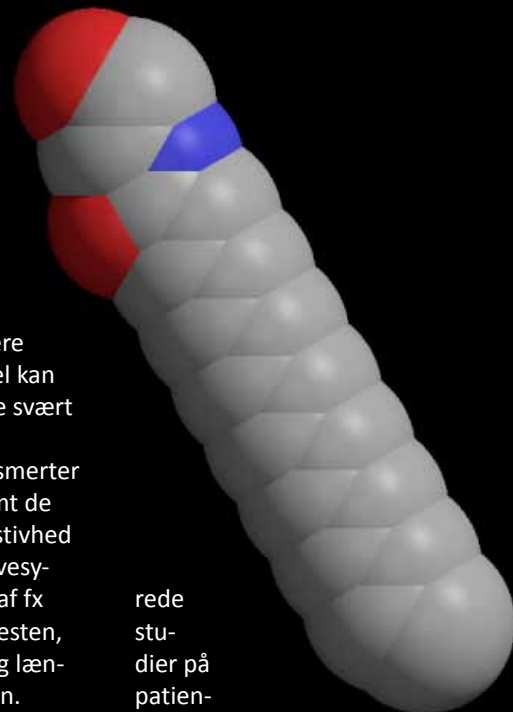 ere
el kan
e svært
smerter
nt de
stivhed
vesy-
af fx
esten,
g læn-
n.
rede
stu-
dier på
patien-